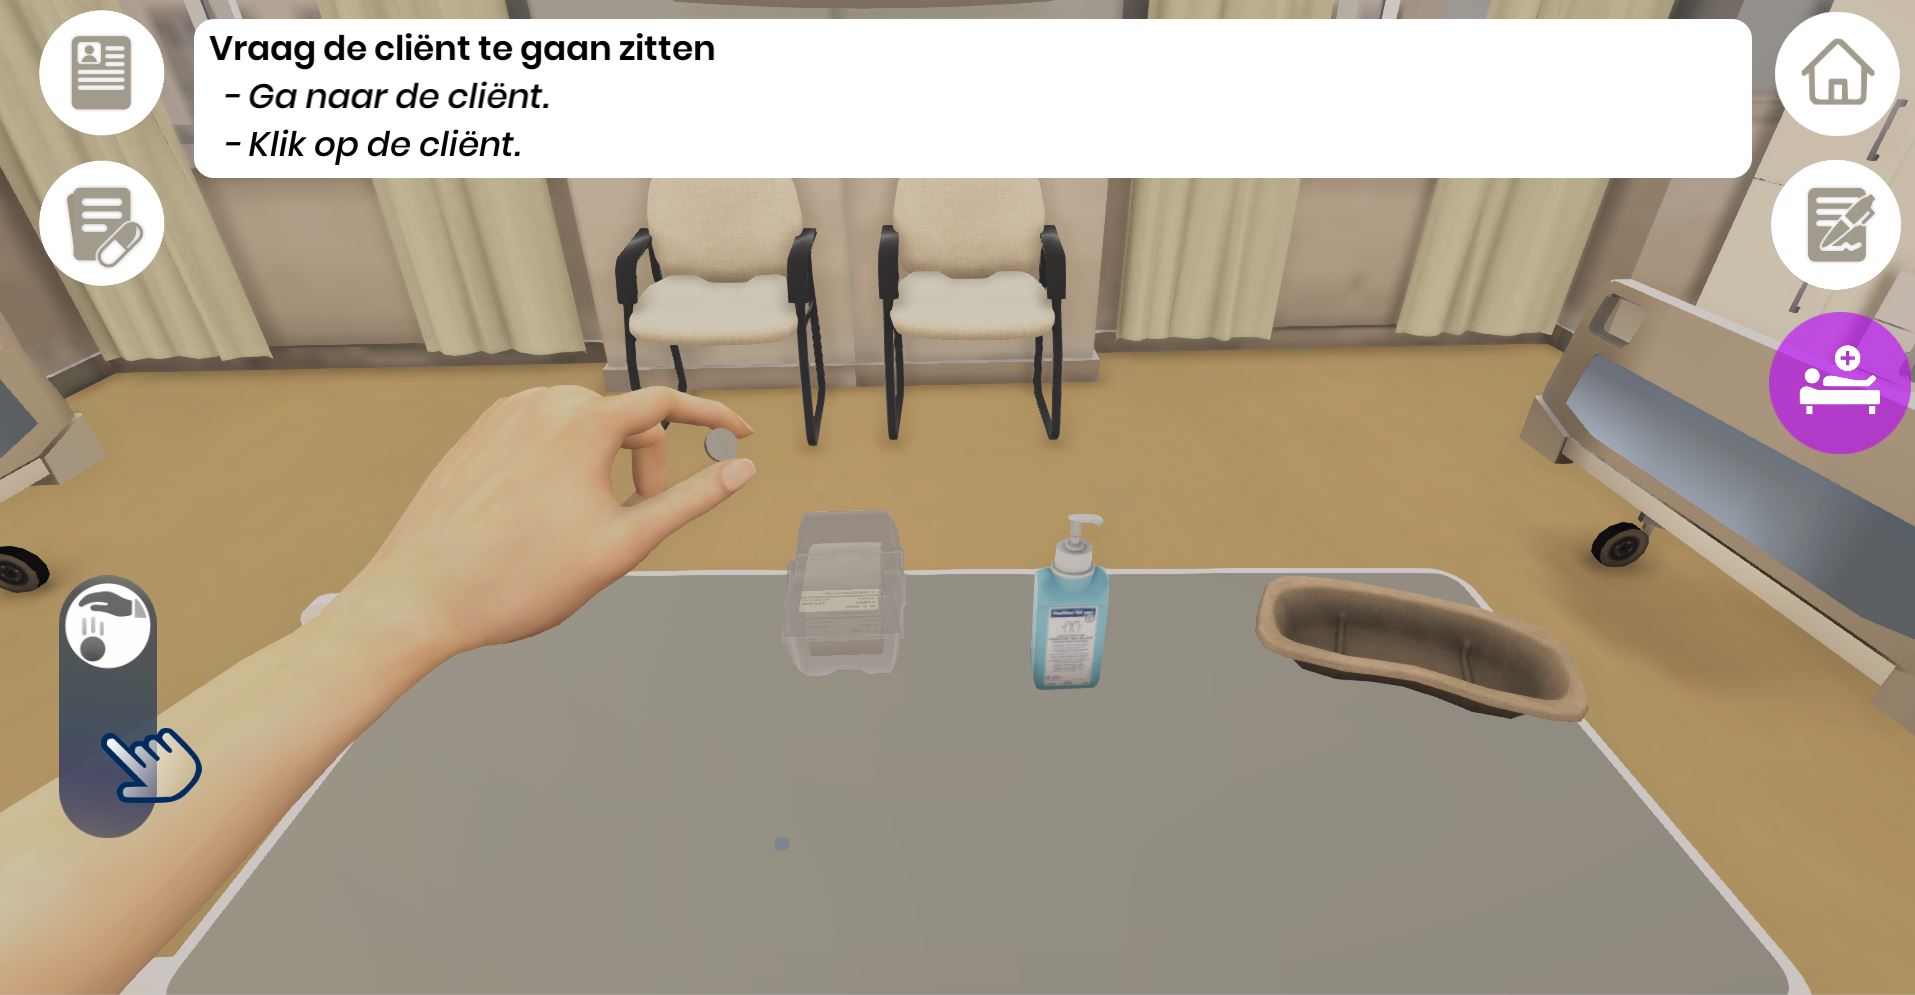 Vraag de cliënt te gaan zitten
- Ga naar de cliënt.
- Klik op de cliënt.